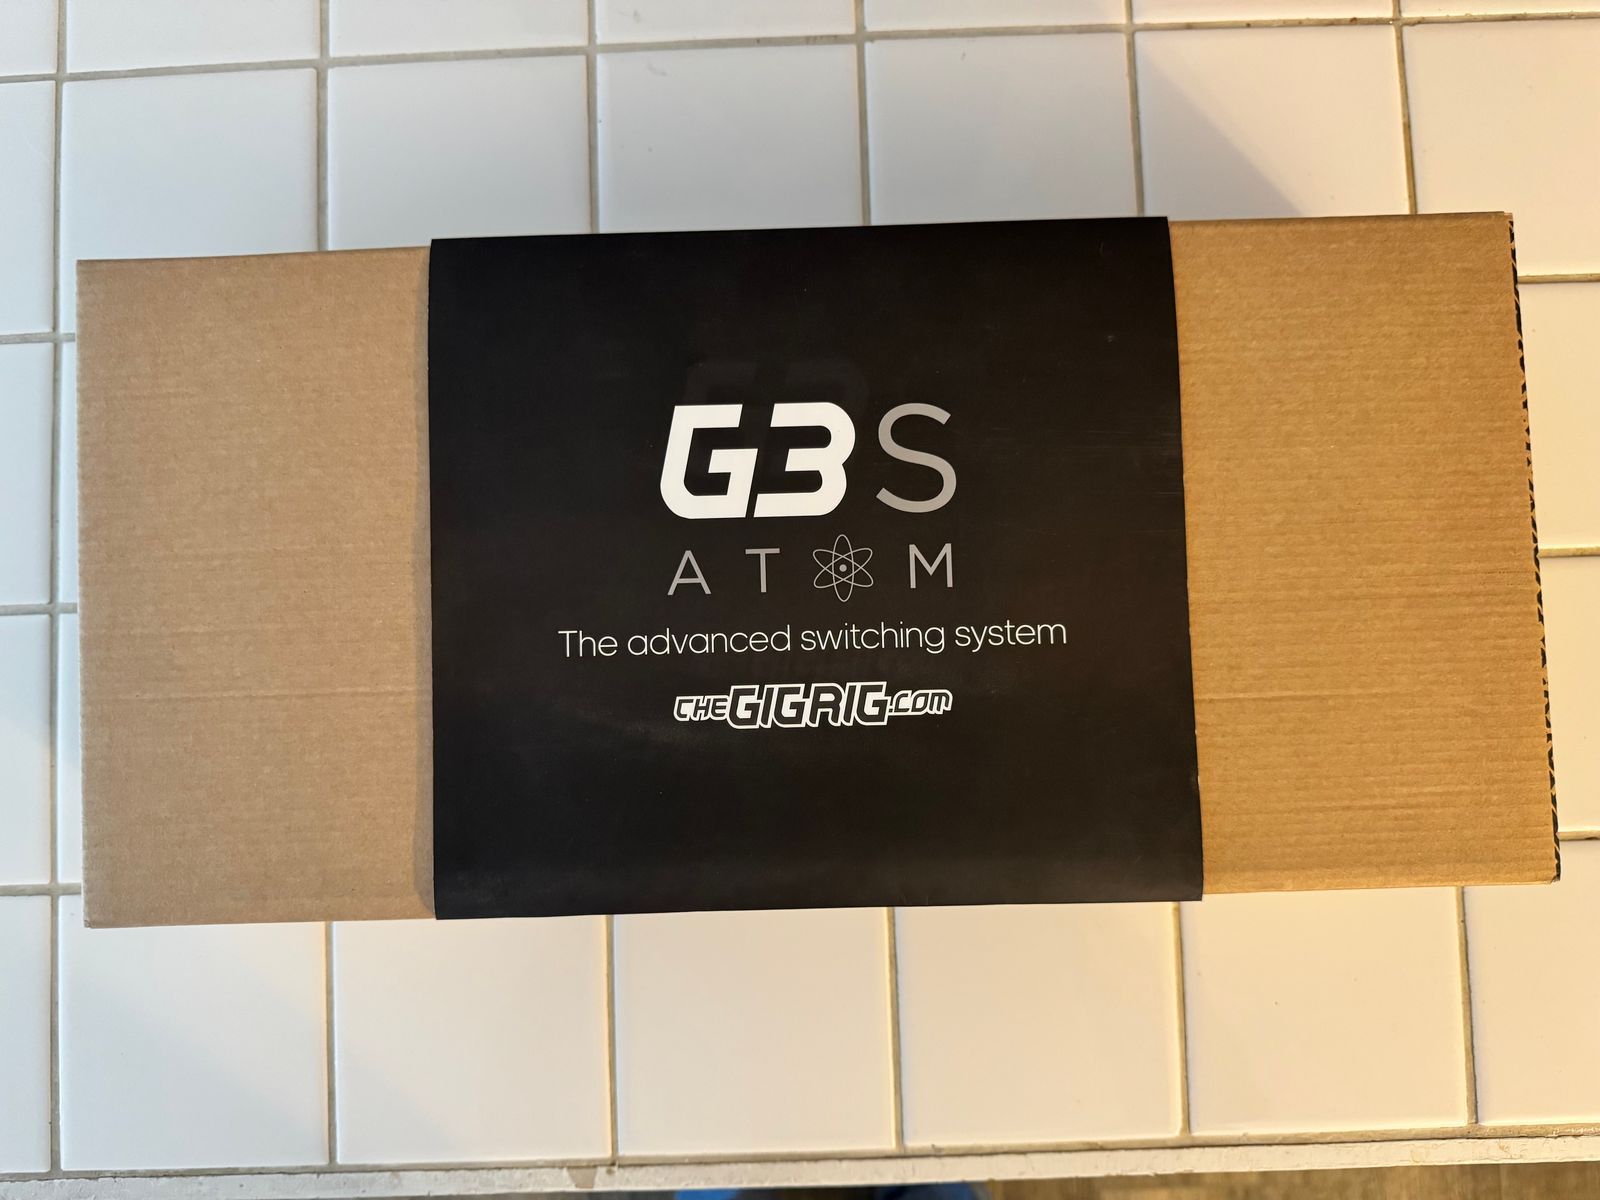 G3S
ATOM
The advanced switching system
THEGIGRIG.COM